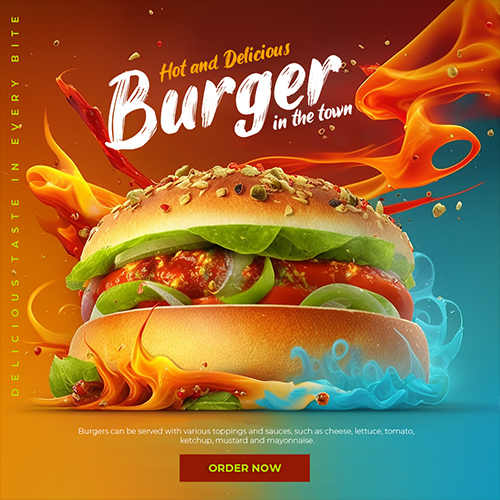 Hot and Delicious
Burger
in the town
DELICIOUS TASTE IN EVERY BITE
Burgers can be served with various toppings and sauces, such as cheese, lettuce, tomato,
ketchup, mustard and mayonnaise.
ORDER NOW